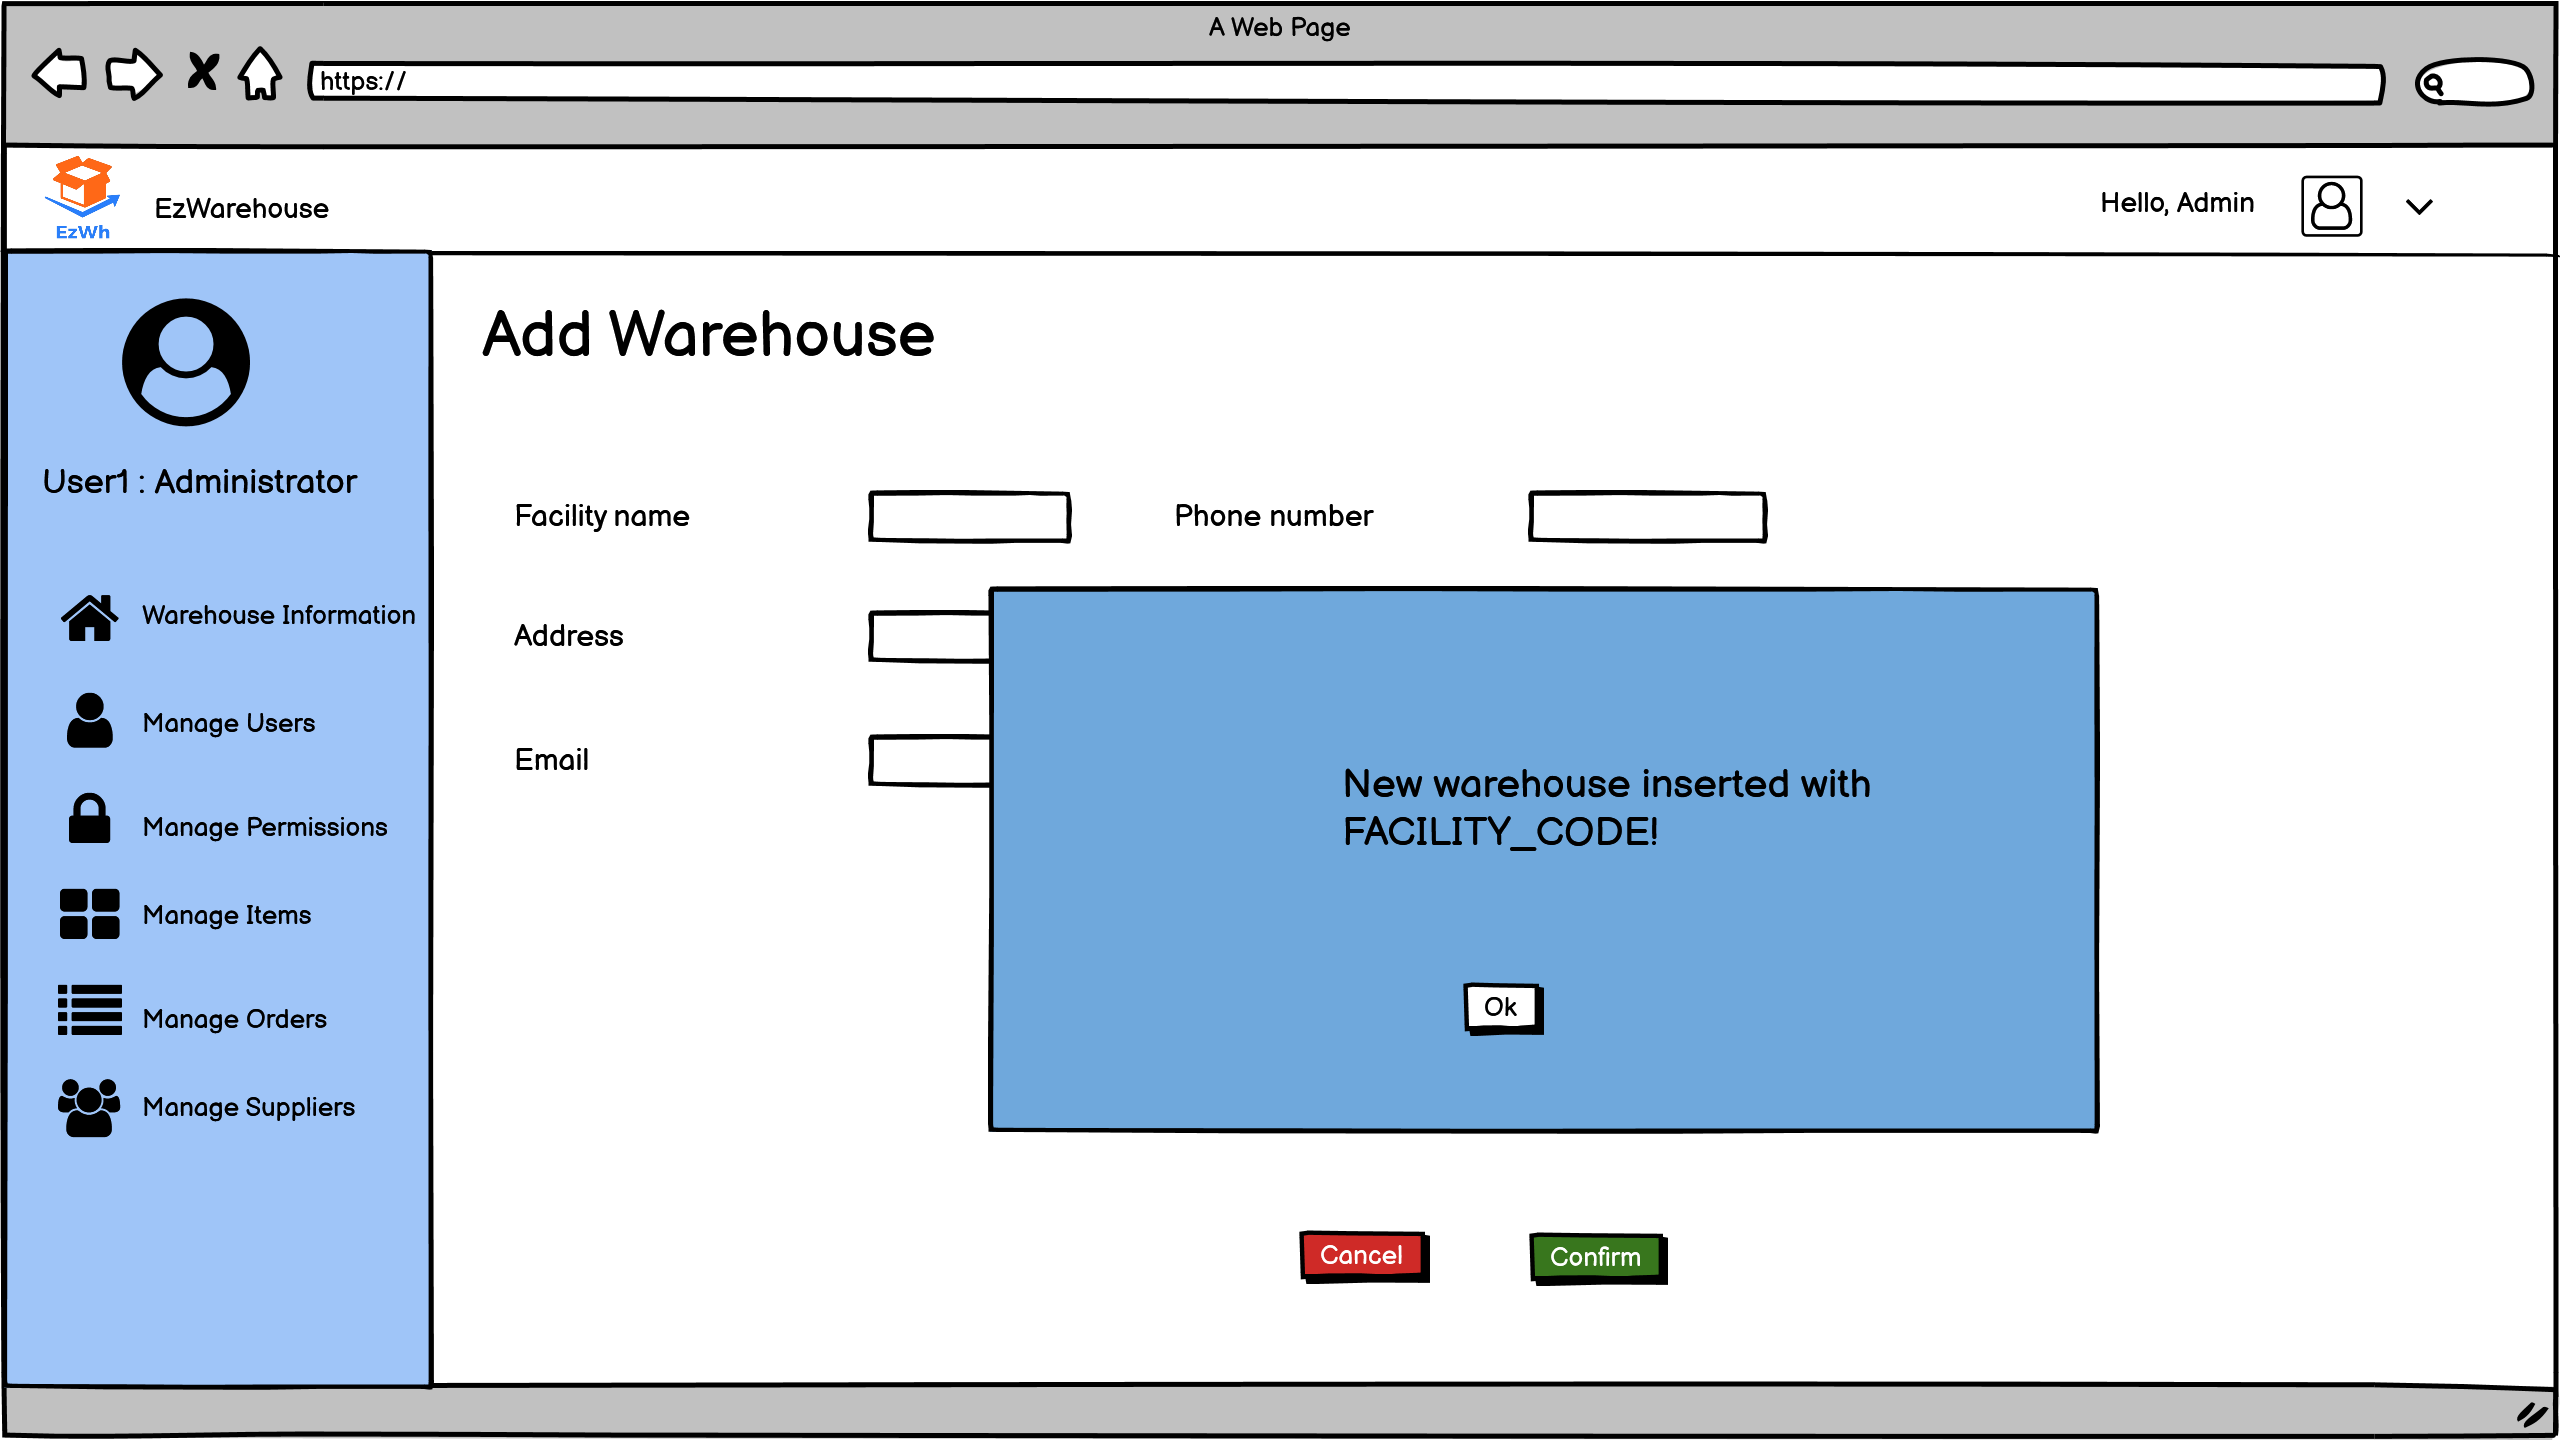 A Web Page
https://
EzWh
EzWarehouse
Hello, Admin
User1 : Administrator
Warehouse Information
Manage Users
Manage Permissions
Manage Items
Manage Orders
Manage Suppliers
Add Warehouse
Facility name
Phone number
Address
Email
New warehouse inserted with
FACILITY_CODE!
Ok
Cancel
Confirm